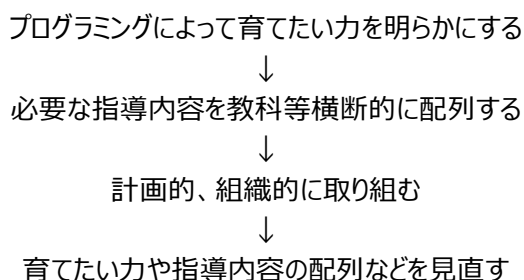 プログラミングによって育てたい力を明らかにする
↓
必要な指導内容を教科等横断的に配列する
↓
計画的、組織的に取り組む
↓
育てたい力や指導内容の配列などを見直す